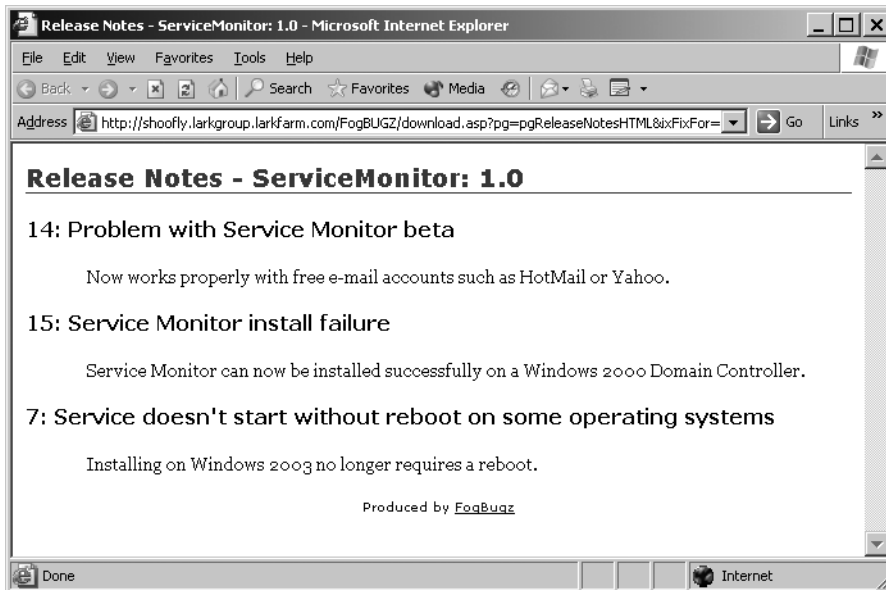 Release Notes - ServiceMonitor: 1.0 - Microsoft Internet Explorer
File Edit View Favorites Tools Help
Back Search Favorites Media
Address http://shoofly.larkgroup.larkfarm.com/FogBUGZ/download.asp?pg=pgReleaseNotesHTML&ixFixFor= Go Links »
Release Notes - ServiceMonitor: 1.0
14: Problem with Service Monitor beta
Now works properly with free e-mail accounts such as HotMail or Yahoo.
15: Service Monitor install failure
Service Monitor can now be installed successfully on a Windows 2000 Domain Controller.
7: Service doesn't start without reboot on some operating systems
Installing on Windows 2003 no longer requires a reboot.
Produced by FogBugz
Done Internet